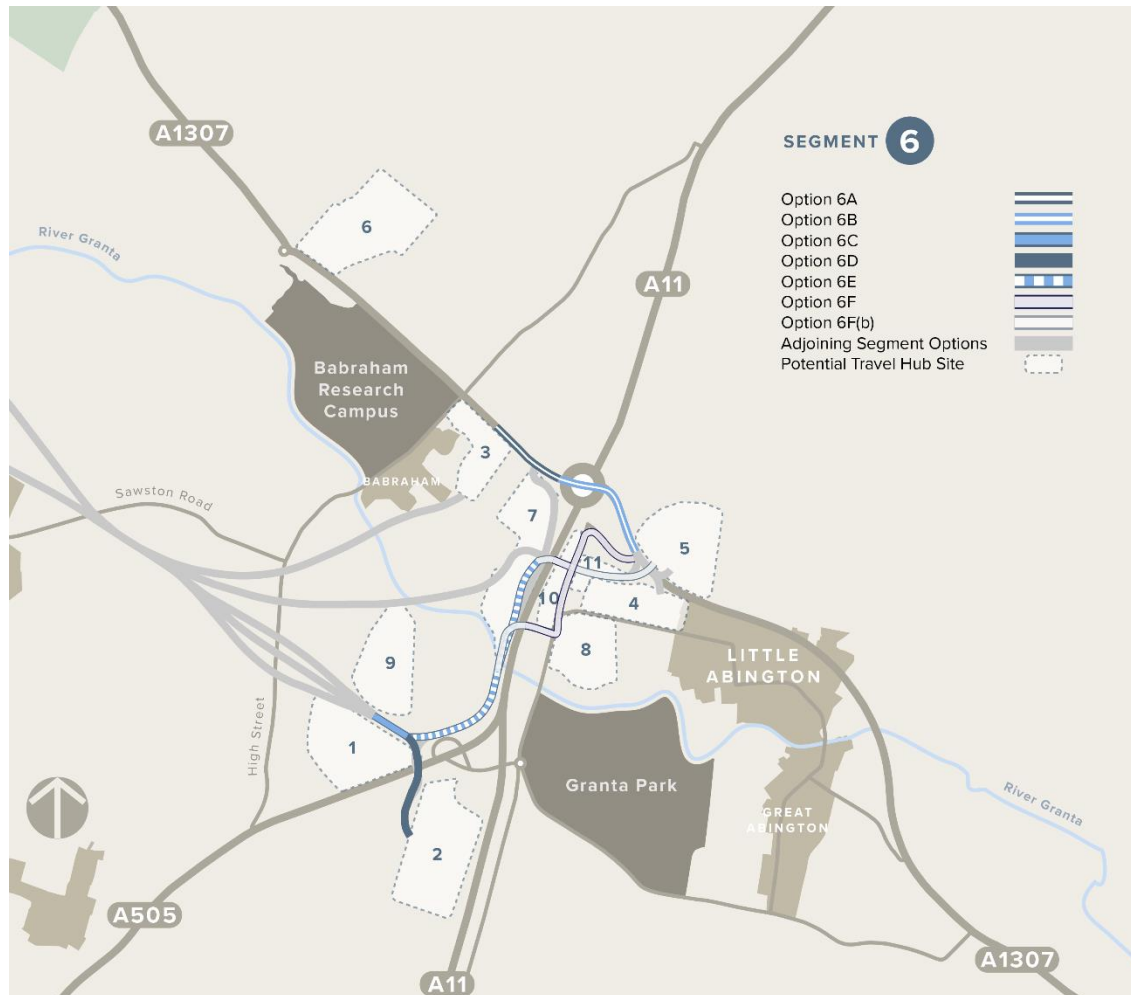 A1307
SEGMENT 6
Option 6A
Option 6B
Option 6C
Option 6D
Option 6E
Option 6F
Option 6F(b)
Adjoining Segment Options
Potential Travel Hub Site
River Granta
6
A11
Babraham
Research
Campus
3
BABRAHAM
Sawston Road
7
5
11
10
4
8
LITTLE
ABINGTON
9
1
High Street
Granta Park
River Granta
GREAT
ABINGTON
2
A505
A11
A1307